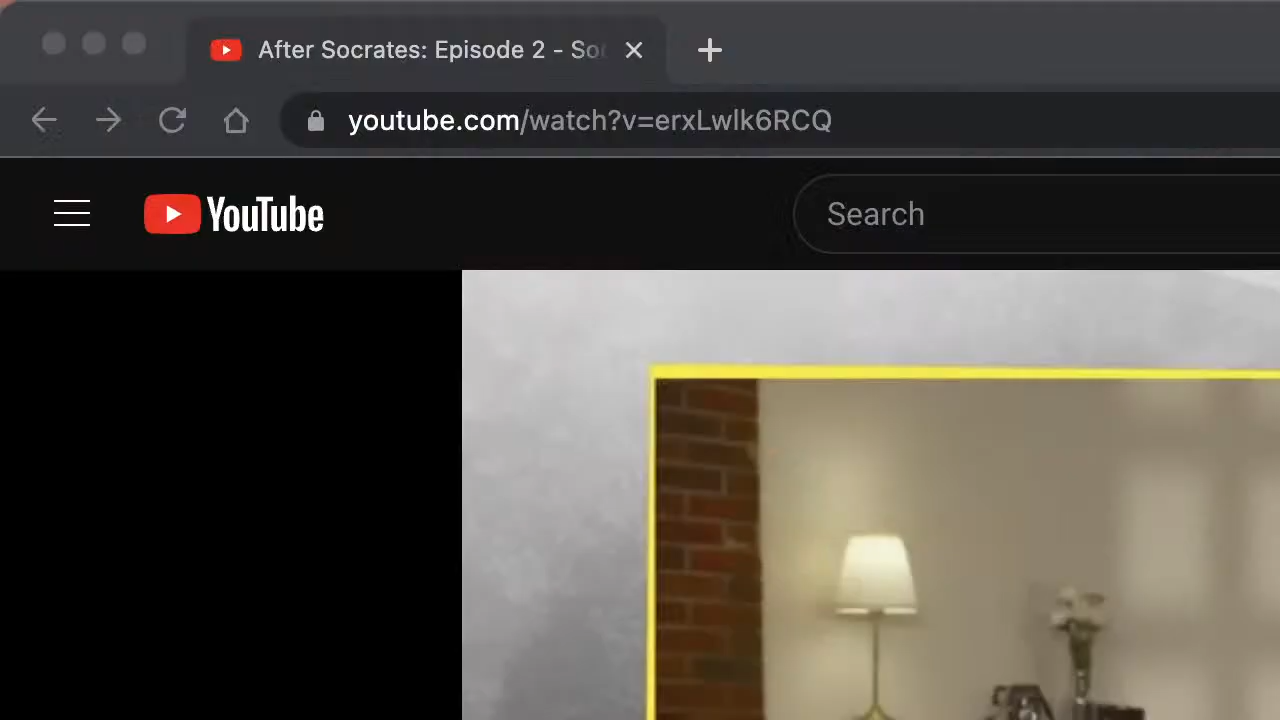 After Socrates: Episode 2 - So
youtube.com/watch?v=erxLwlk6RCQ
YouTube
Search